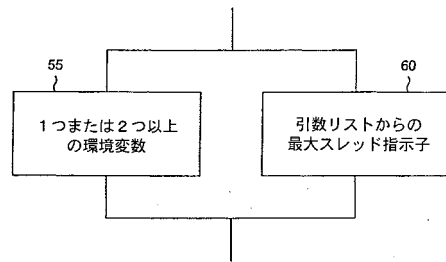 55
１つまたは２つ以上
の環境変数
60
引数リストからの
最大スレッド指示子